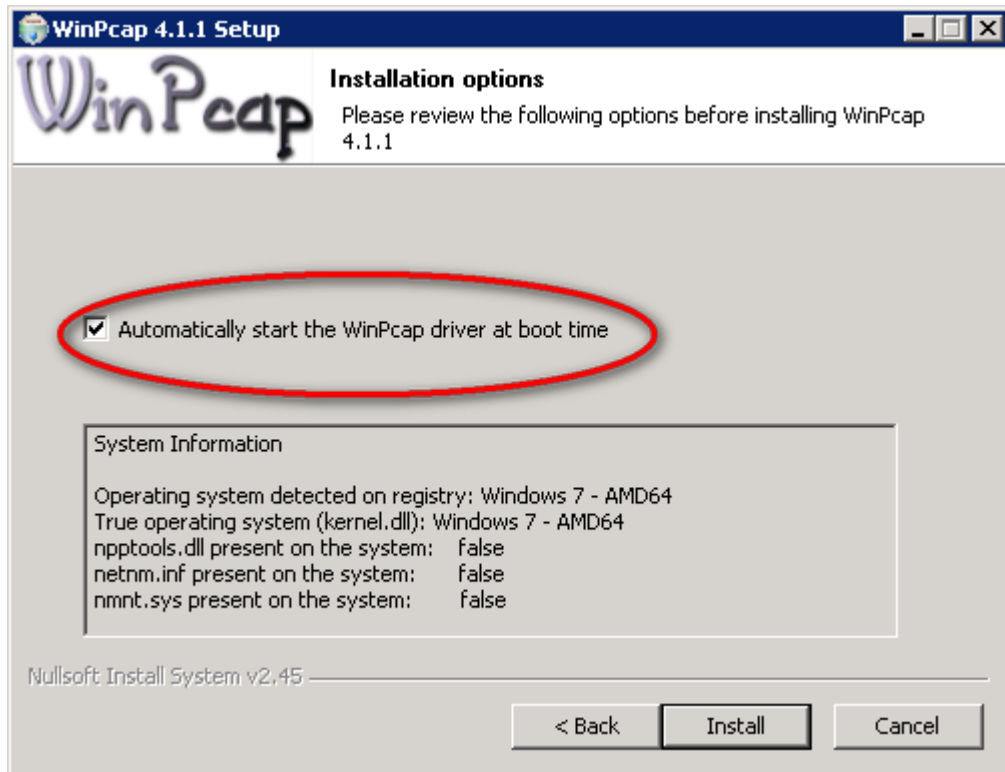 WinPcap 4.1.1 Setup
WinPcap
Installation options
Please review the following options before installing WinPcap
4.1.1
Automatically start the WinPcap driver at boot time
System Information
Operating system detected on registry: Windows 7 - AMD64
True operating system (kernel.dll): Windows 7 - AMD64
npptools.dll present on the system: false
netnm.inf present on the system: false
nmnt.sys present on the system: false
Nullsoft Install System v2.45
< Back Install Cancel